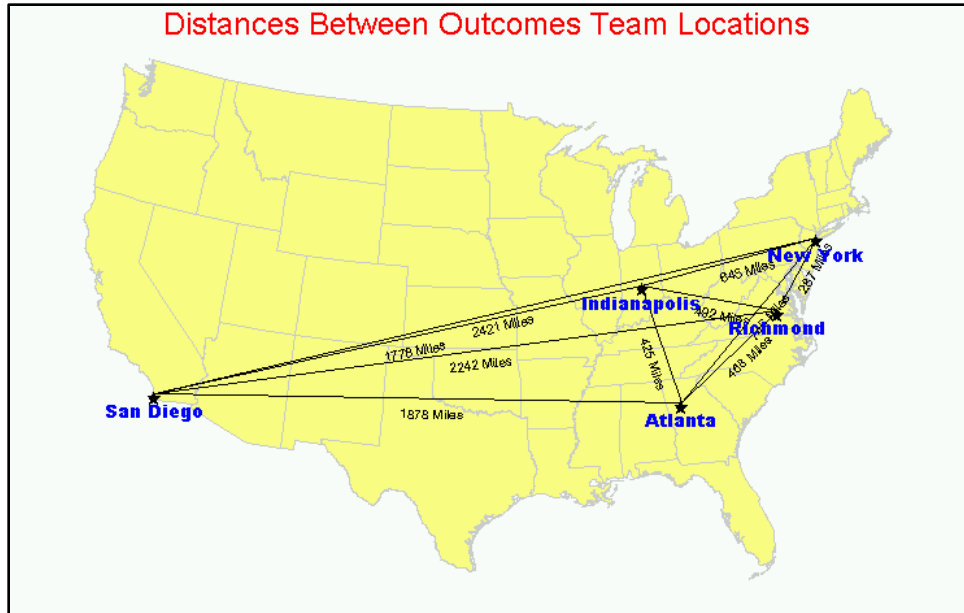 Distances Between Outcomes Team Locations
New York
645 Miles
287 Miles
Indianapolis
492 Miles
Miles
Richmond
2421 Miles
1778 Miles
425 Miles
468 Miles
2242 Miles
San Diego
1878 Miles
Atlanta